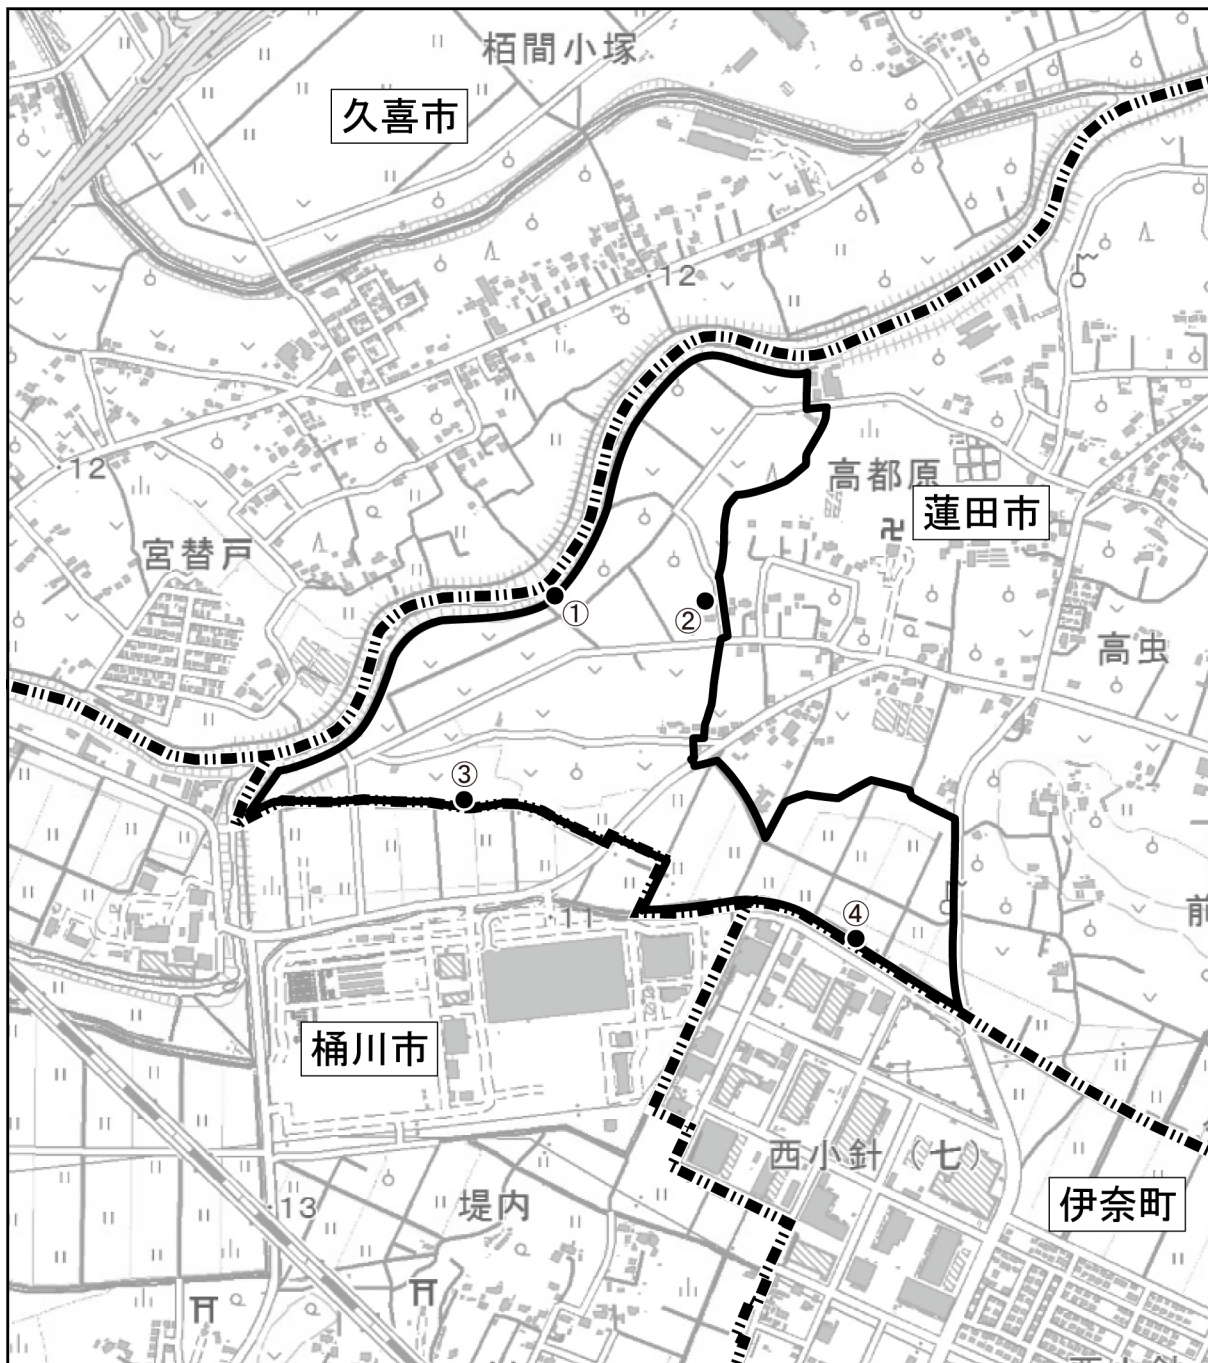 栢間小塚
久喜市
12
12
高都原
蓮田市
宮替戸
①
②
高虫
③
前
④
11
桶川市
西小針（七）
堤内
13
伊奈町